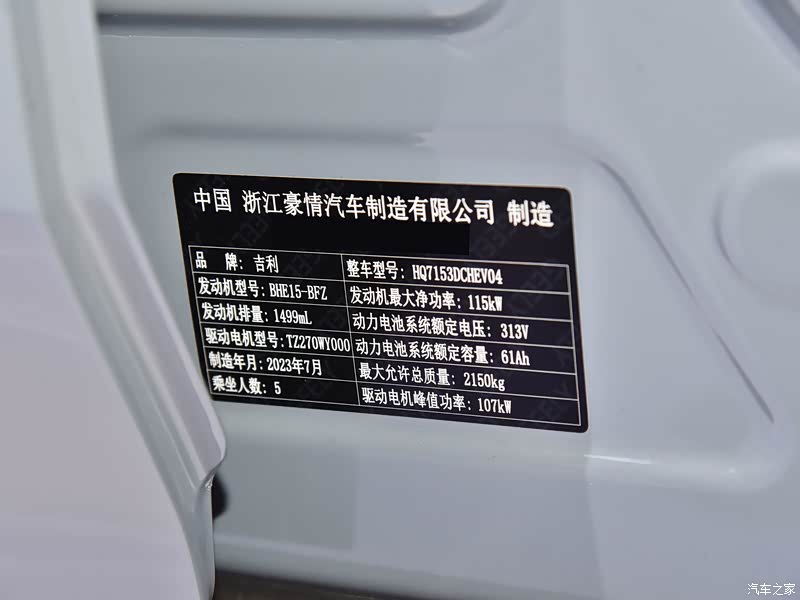 中国 浙江豪情汽车制造有限公司 制造
品 牌: 吉利
整车型号: HQ7153DCHEV04
发动机型号: BHE15-BFZ
发动机最大净功率: 115kW
发动机排量: 1499mL
动力电池系统额定电压: 313V
驱动电机型号: TZ270WY000
动力电池系统额定容量: 61Ah
制造年月: 2023年7月
最大允许总质量: 2150kg
乘坐人数: 5
驱动电机峰值功率: 107kW
汽车之家